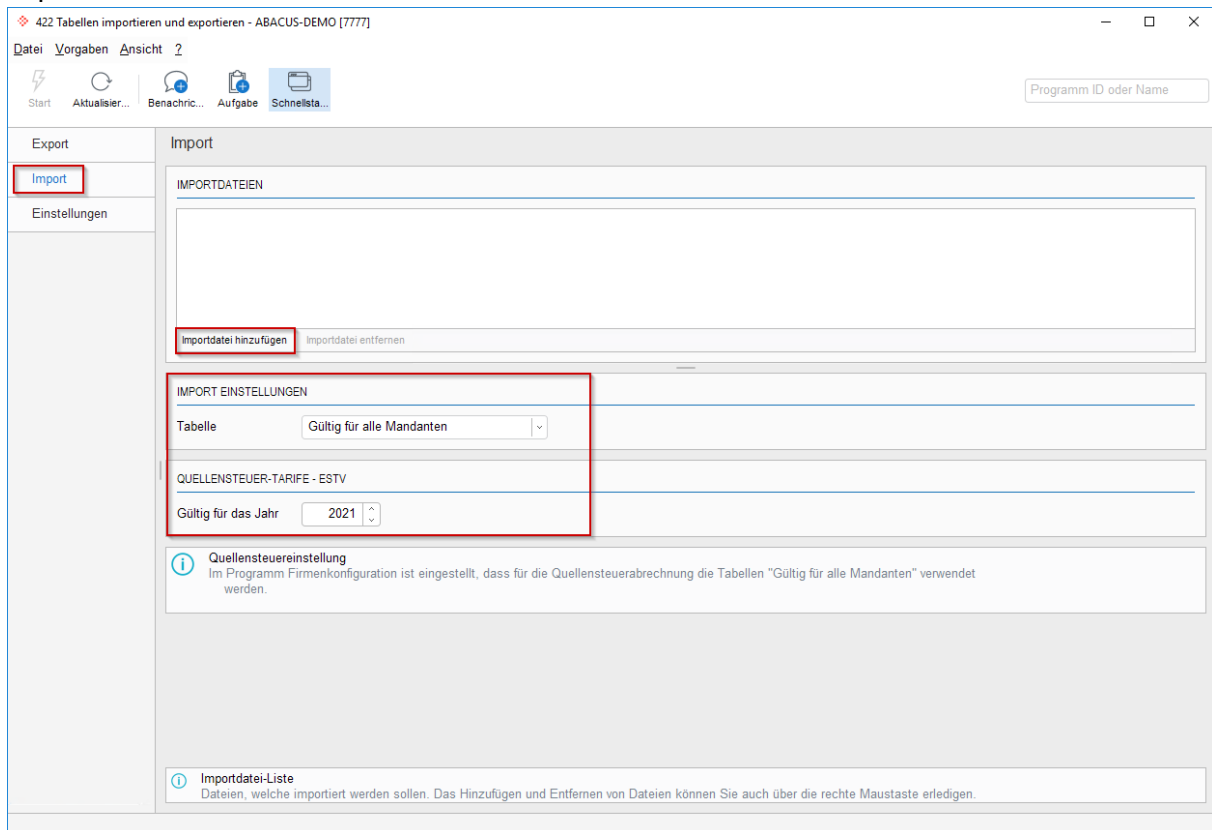 422 Tabellen importieren und exportieren - ABACUS-DEMO [7777]
Datei Vorgaben Ansicht ?
Start Aktualisier... Benachric... Aufgabe Schnellsta...
Programm ID oder Name
Export
Import
Einstellungen
Import
IMPORTDATEIEN
Importdatei hinzufügen Importdatei entfernen
IMPORT EINSTELLUNGEN
Tabelle Gültig für alle Mandanten
QUELLENSTEUER-TARIFE - ESTV
Gültig für das Jahr 2021
Quellensteuereinstellung
Im Programm Firmenkonfiguration ist eingestellt, dass für die Quellensteuerabrechnung die Tabellen "Gültig für alle Mandanten" verwendet
werden.
Importdatei-Liste
Dateien, welche importiert werden sollen. Das Hinzufügen und Entfernen von Dateien können Sie auch über die rechte Maustaste erledigen.